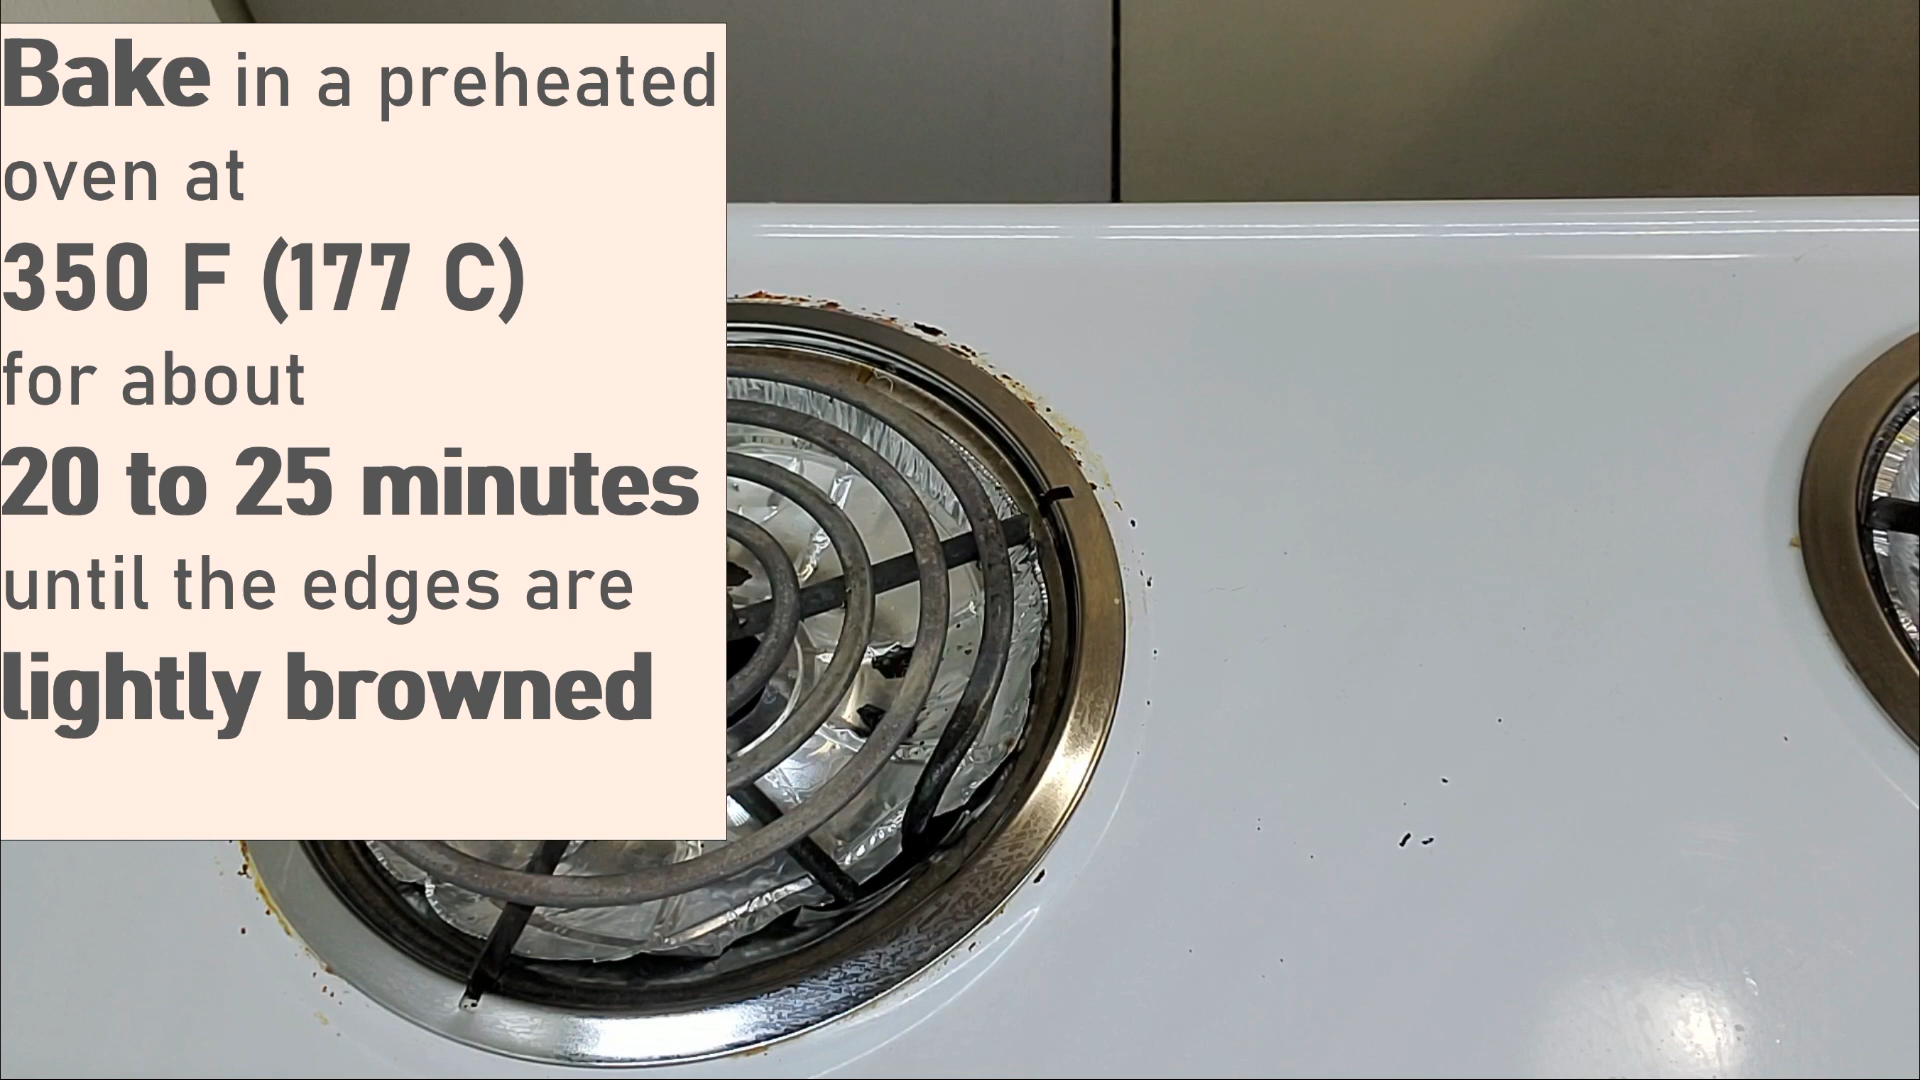 Bake in a preheated
oven at
350 F (177 C)
for about
20 to 25 minutes
until the edges are
lightly browned